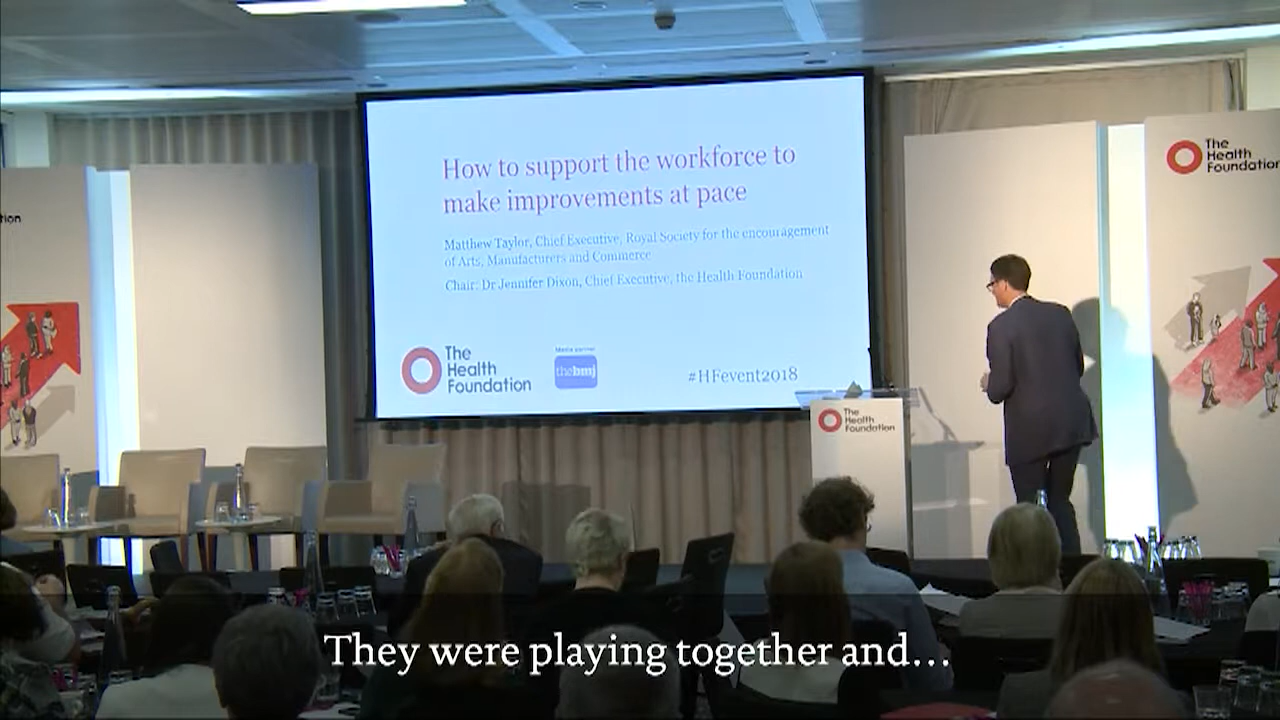 How to support the workforce to
make improvements at pace
Matthew Taylor, Chief Executive, Royal Society for the encouragement
of Arts, Manufacturers and Commerce
Chair: Dr Jennifer Dixon, Chief Executive, the Health Foundation
The
Health
Foundation
Media partner
thebmj
#HFevent2018
The
Health
Foundation
The
Health
Foundation
tion
They were playing together and...